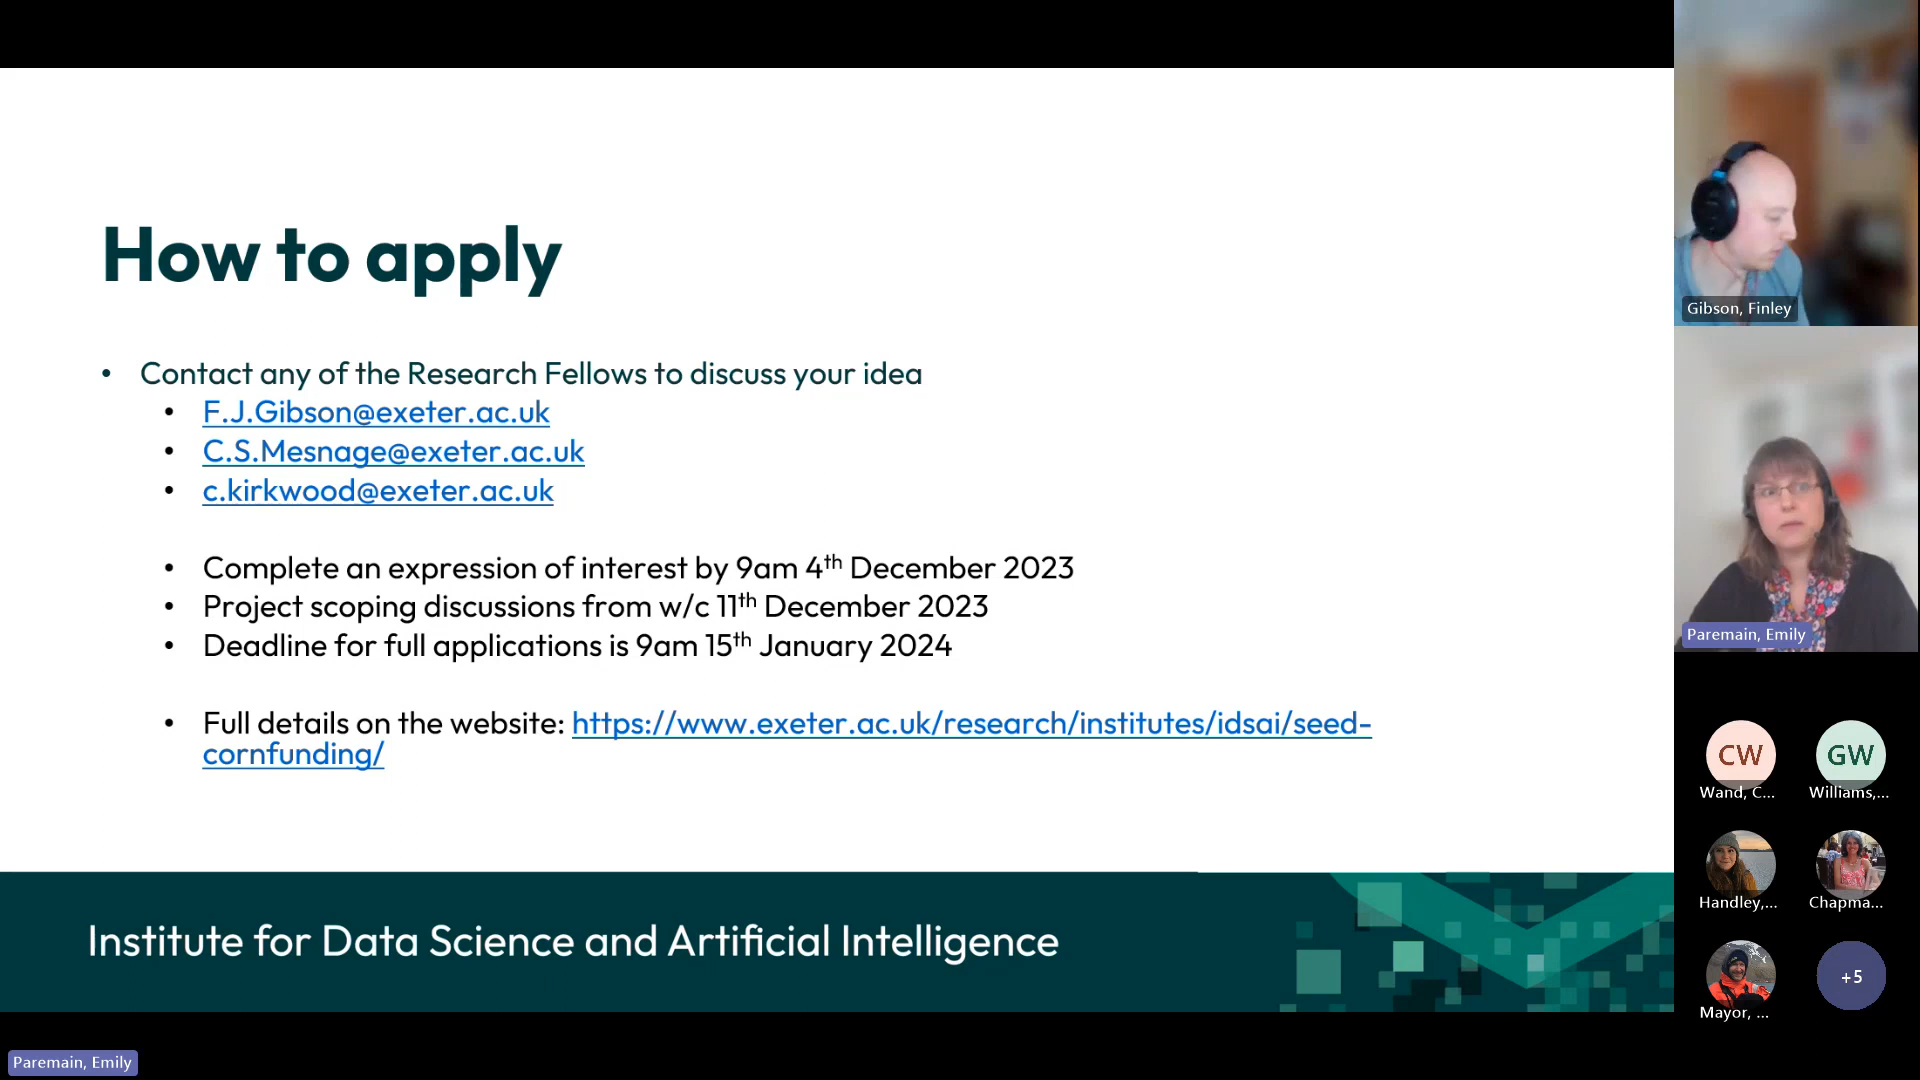 How to apply
• Contact any of the Research Fellows to discuss your idea
• F.J.Gibson@exeter.ac.uk
• C.S.Mesnage@exeter.ac.uk
• c.kirkwood@exeter.ac.uk
• Complete an expression of interest by 9am 4th December 2023
• Project scoping discussions from w/c 11th December 2023
• Deadline for full applications is 9am 15th January 2024
• Full details on the website: https://www.exeter.ac.uk/research/institutes/idsai/seed-
cornfunding/
Institute for Data Science and Artificial Intelligence
Paremain, Emily
Gibson, Finley
Paremain, Emily
CW
GW
Wand, C...
Williams,...
Handley,...
Chapma...
+5
Mayor, ...